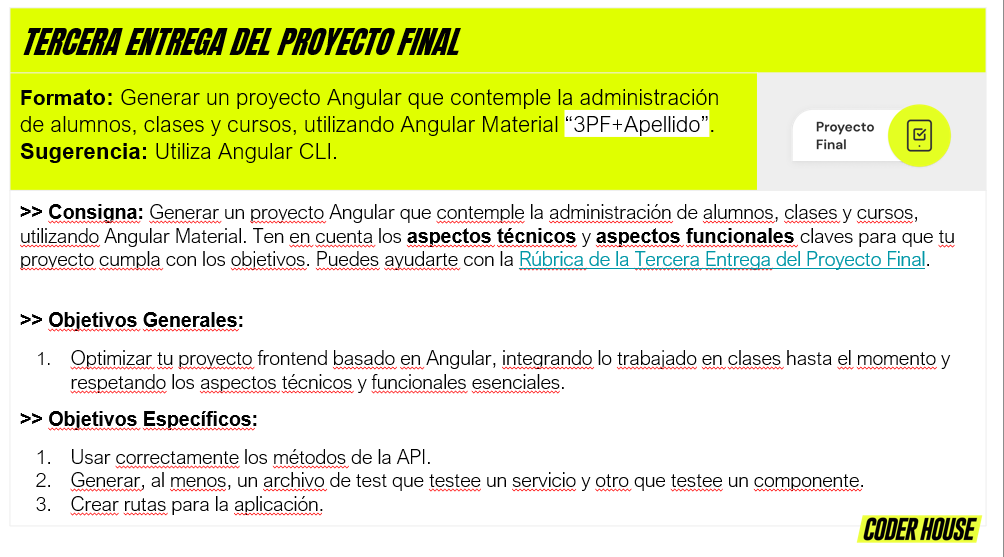 TERCERA ENTREGA DEL PROYECTO FINAL
Formato: Generar un proyecto Angular que contemple la administración
de alumnos, clases y cursos, utilizando Angular Material “3PF+Apellido”.
Sugerencia: Utiliza Angular CLI.
Proyecto
Final
>> Consigna: Generar un proyecto Angular que contemple la administración de alumnos, clases y cursos,
utilizando Angular Material. Ten en cuenta los aspectos técnicos y aspectos funcionales claves para que tu
proyecto cumpla con los objetivos. Puedes ayudarte con la Rúbrica de la Tercera Entrega del Proyecto Final.
>> Objetivos Generales:
1. Optimizar tu proyecto frontend basado en Angular, integrando lo trabajado en clases hasta el momento y
respetando los aspectos técnicos y funcionales esenciales.
>> Objetivos Específicos:
1. Usar correctamente los métodos de la API.
2. Generar, al menos, un archivo de test que testee un servicio y otro que testee un componente.
3. Crear rutas para la aplicación.
CODER HOUSE